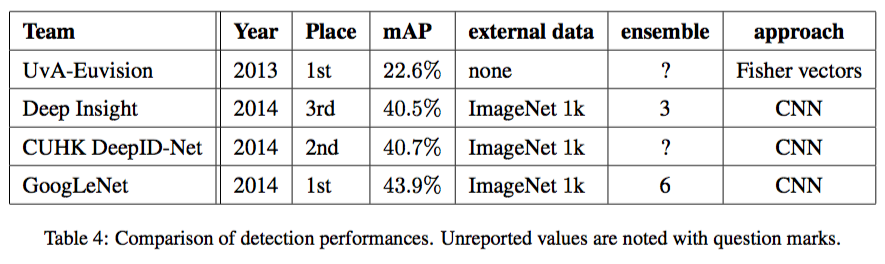 Team Year Place mAP external data ensemble approach
UvA-Euvision 2013 1st 22.6% none ? Fisher vectors
Deep Insight 2014 3rd 40.5% ImageNet 1k 3 CNN
CUHK DeepID-Net 2014 2nd 40.7% ImageNet 1k ? CNN
GoogLeNet 2014 1st 43.9% ImageNet 1k 6 CNN
Table 4: Comparison of detection performances. Unreported values are noted with question marks.